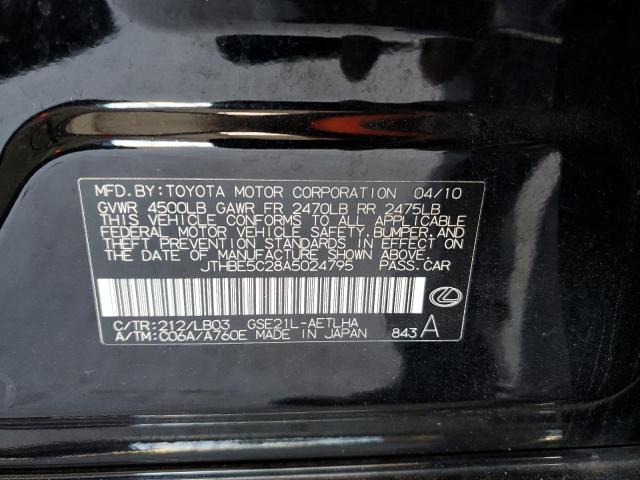 MFD. BY: TOYOTA MOTOR CORPORATION 04/10
GVWR 4500LB GAWR FR 2470LB RR 2475LB
THIS VEHICLE CONFORMS TO ALL APPLICABLE
FEDERAL MOTOR VEHICLE SAFETY, BUMPER, AND
THEFT PREVENTION STANDARDS IN EFFECT ON
THE DATE OF MANUFACTURE SHOWN ABOVE.
JTHBE5C28A5024795 PASS. CAR
C/TR: 212/LB03 GSE21L-AETLHA
A/TM: C06A/A760E MADE IN JAPAN 843 A